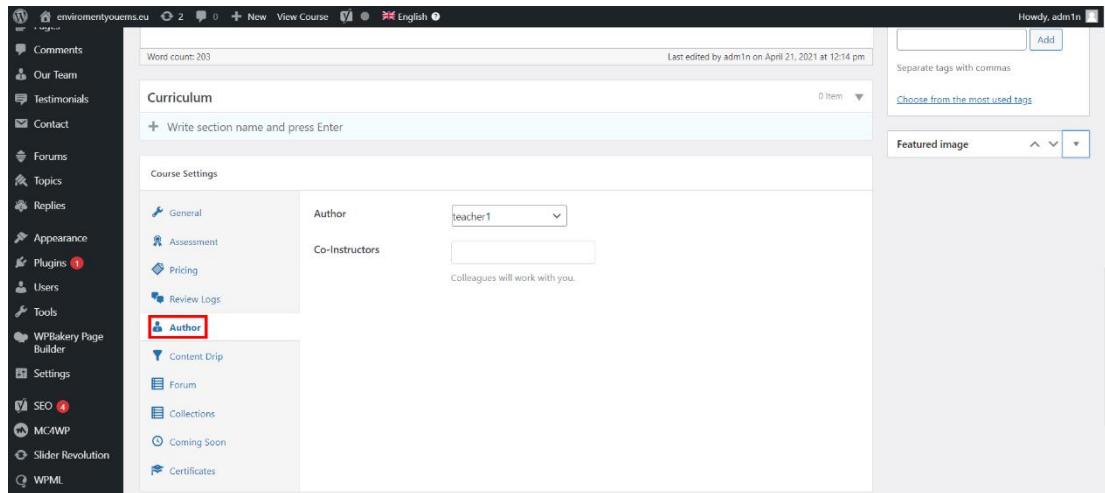 enviromentyouems.eu 2 0 New View Course English Howdy, adm1n
Pages
Comments
Our Team
Testimonials
Contact
Forums
Topics
Replies
Appearance
Plugins 1
Users
Tools
WPBakery Page
Builder
Settings
SEO 4
MC4WP
Slider Revolution
WPML
Word count: 203 Last edited by adm1n on April 21, 2021 at 12:14 pm
Curriculum 0 Item
Write section name and press Enter
Course Settings
General
Assessment
Pricing
Review Logs
Author
Content Drip
Forum
Collections
Coming Soon
Certificates
Author teacher1
Co-Instructors
Colleagues will work with you.
Add
Separate tags with commas
Choose from the most used tags
Featured image